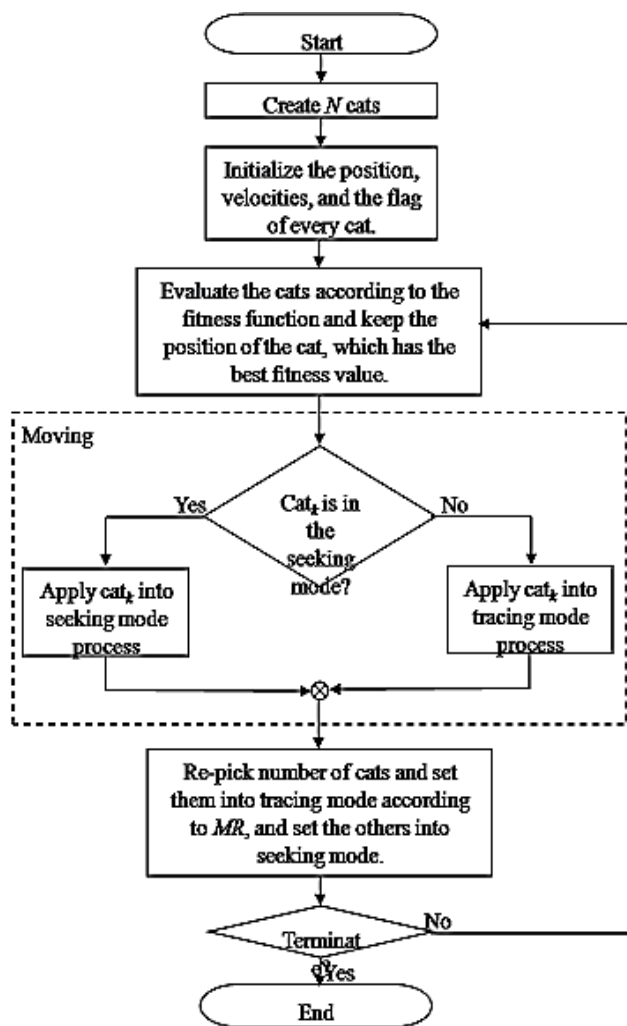 Start
Create N cats
Initialize the position,
velocities, and the flag
of every cat.
Evaluate the cats according to the
fitness function and keep the
position of the cat, which has the
best fitness value.
Moving
Yes
Catₖ is in
the
seeking
mode?
No
Apply catₖ into
seeking mode
process
Apply catₖ into
tracing mode
process
Re-pick number of cats and set
them into tracing mode according
to MR, and set the others into
seeking mode.
Terminat
No
Yes
End